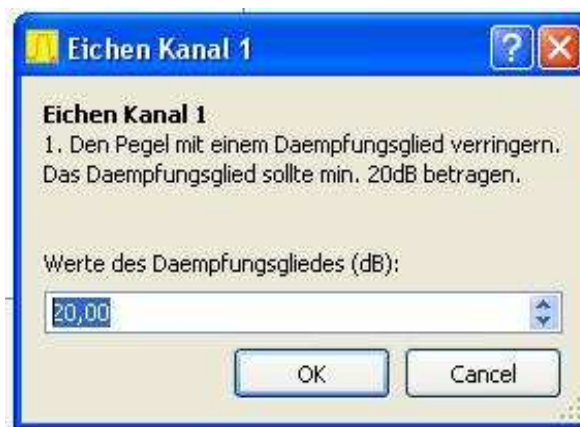 Eichen Kanal 1
Eichen Kanal 1
1. Den Pegel mit einem Daempfungsglied verringern.
Das Daempfungsglied sollte min. 20dB betragen.
Werte des Daempfungsgliedes (dB):
20,00
OK Cancel